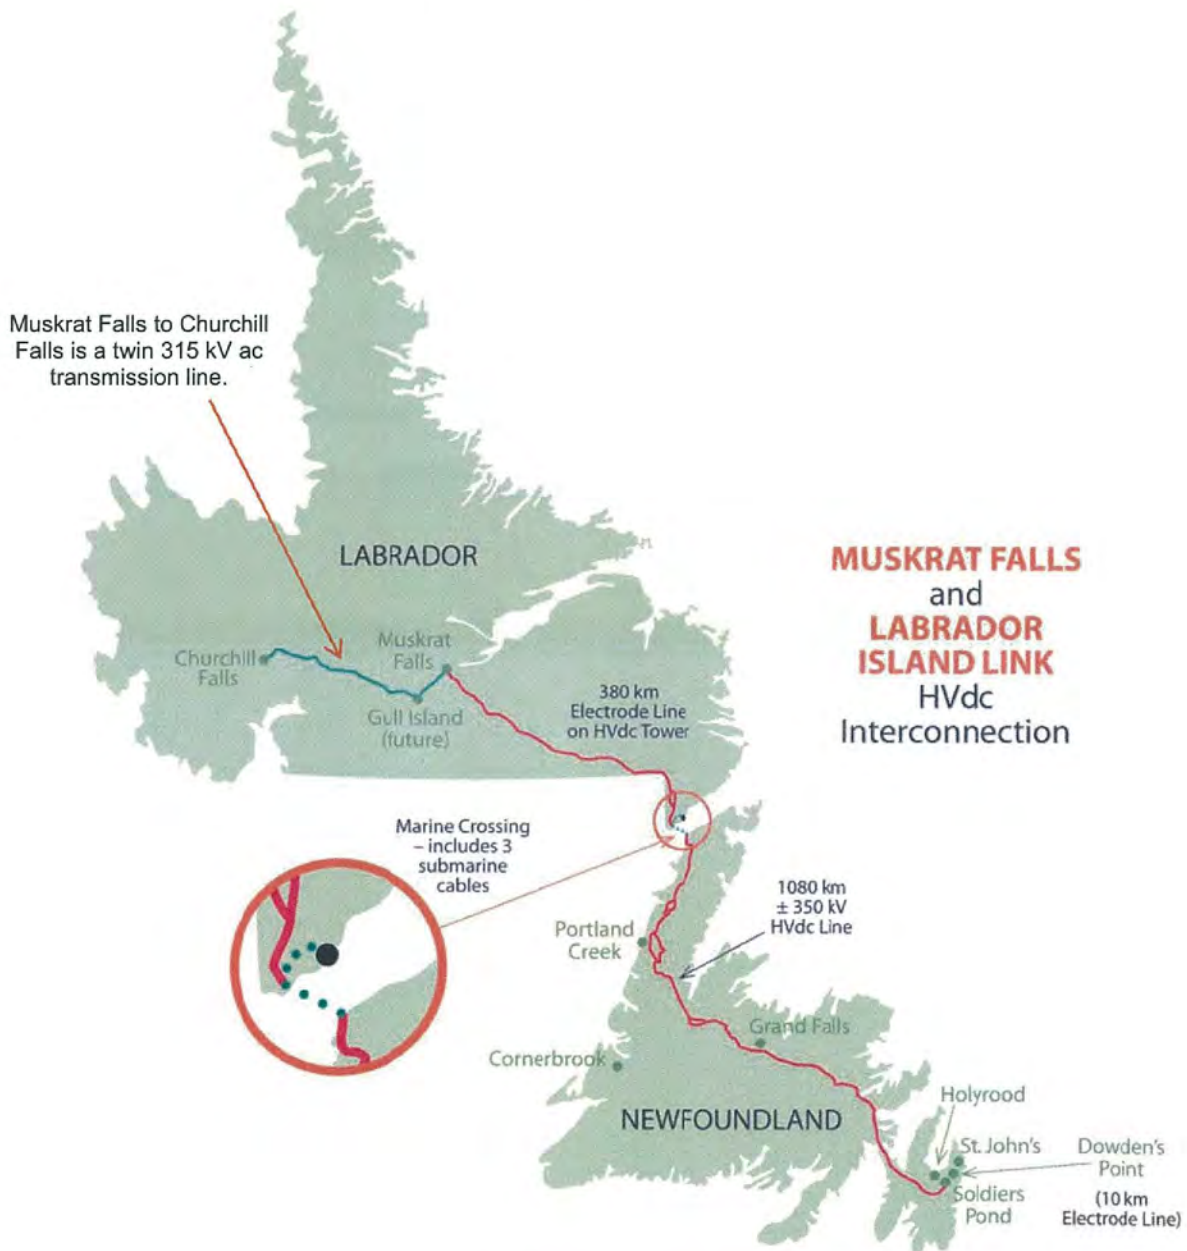 Muskrat Falls to Churchill
Falls is a twin 315 kV ac
transmission line.
LABRADOR
MUSKRAT FALLS
and
LABRADOR
ISLAND LINK
HVdc
Interconnection
Churchill
Falls
Muskrat
Falls
Gull Island
(future)
380 km
Electrode Line
on HVdc Tower
Marine Crossing
– includes 3
submarine
cables
1080 km
± 350 kV
HVdc Line
Portland
Creek
Grand Falls
Cornerbrook
NEWFOUNDLAND
Holyrood
St. John's
Dowden's
Point
(10 km
Electrode Line)
Soldiers
Pond